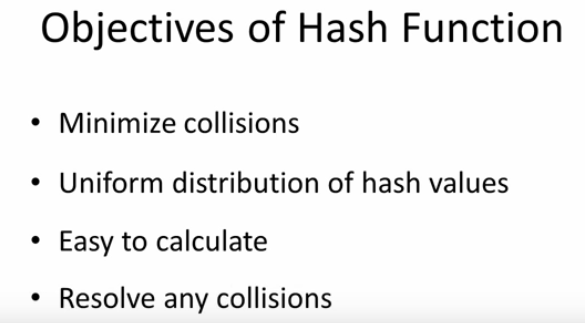 Objectives of Hash Function
• Minimize collisions
• Uniform distribution of hash values
• Easy to calculate
• Resolve any collisions